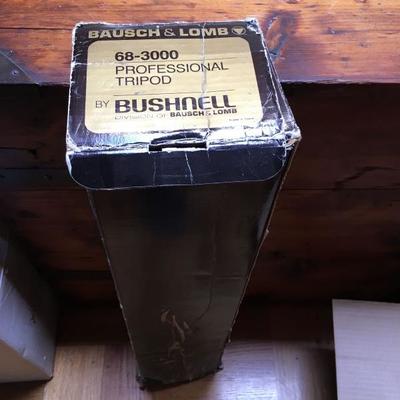 BAUSCH & LOMB
68-3000
PROFESSIONAL
TRIPOD
BY BUSHNELL
DIVISION OF BAUSCH & LOMB